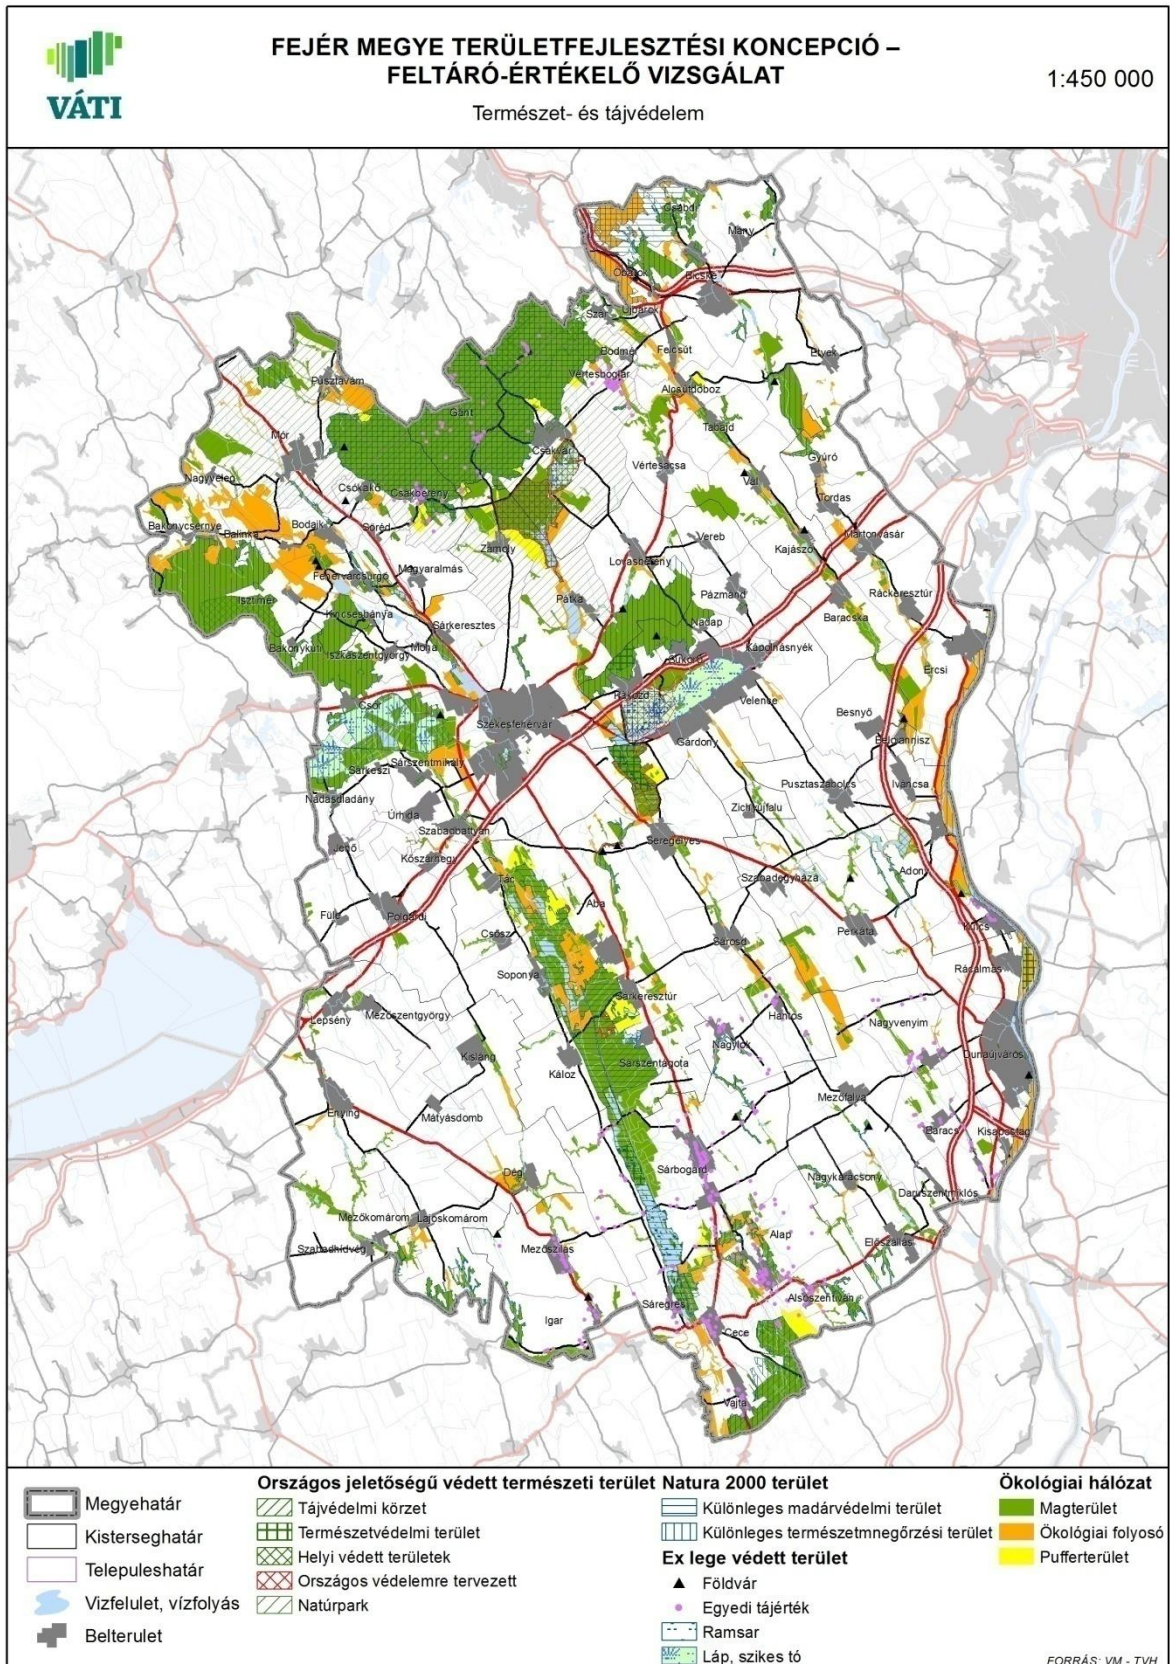 VÁTI
FEJÉR MEGYE TERÜLETFEJLESZTÉSI KONCEPCIÓ –
FELTÁRÓ-ÉRTÉKELŐ VIZSGÁLAT
Természet- és tájvédelem
1:450 000
Csabdi
Mány
Óbarok
Bicske
Szár
Újbarok
Bodmér
Felcsút
Etyek
Vértesboglár
Alcsútdoboz
Pusztavám
Gánt
Tabajd
Mór
Csákvár
Gyúró
Vértesacsa
Nagyveleg
Csókakő
Csákberény
Vál
Tordas
Bakonycsernye
Balinka
Bodajk
Söréd
Zámoly
Vereb
Martonvásár
Kajászó
Lovasberény
Fehérvárcsurgó
Magyaralmás
Isztimér
Pátka
Pázmánd
Ráckeresztúr
Kincsesbánya
Nadap
Baracska
Sárkeresztes
Bakonykúti
Iszkaszentgyörgy
Moha
Sukoró
Kápolnásnyék
Ercsi
Csór
Székesfehérvár
Pákozd
Velence
Besnyő
Gárdony
Beloiannisz
Sárkeszi
Sárszentmihály
Nádasdladány
Pusztaszabolcs
Iváncsa
Úrhida
Zichyújfalu
Szabadbattyán
Jenő
Kőszárhegy
Seregélyes
Adony
Tác
Szabadegyháza
Aba
Füle
Polgárdi
Csősz
Perkáta
Kulcs
Sárosd
Soponya
Rácalmás
Sárkeresztúr
Lepsény
Mezőszentgyörgy
Hantos
Nagyvenyim
Nagylók
Kisláng
Dunaújváros
Káloz
Sárszentágota
Mezőfalva
Enying
Mátyásdomb
Baracs
Kisapostag
Dég
Sárbogárd
Nagykarácsony
Daruszentmiklós
Mezőkomárom
Lajoskomárom
Alap
Szabadhídvég
Mezőszilas
Előszállás
Alsószentiván
Sáregres
Igar
Cece
Vajta
Megyehatár
Kisterseghatár
Telepuleshatár
Vizfelulet, vízfolyás
Belterulet
Országos jeletőségű védett természeti terület
Tájvédelmi körzet
Természetvédelmi terület
Helyi védett területek
Országos védelemre tervezett
Natúrpark
Natura 2000 terület
Különleges madárvédelmi terület
Különleges természetmnegőrzési terület
Ex lege védett terület
Földvár
Egyedi tájérték
Ramsar
Láp, szikes tó
Ökológiai hálózat
Magterület
Ökológiai folyosó
Pufferterület
FORRÁS: VM - TVH